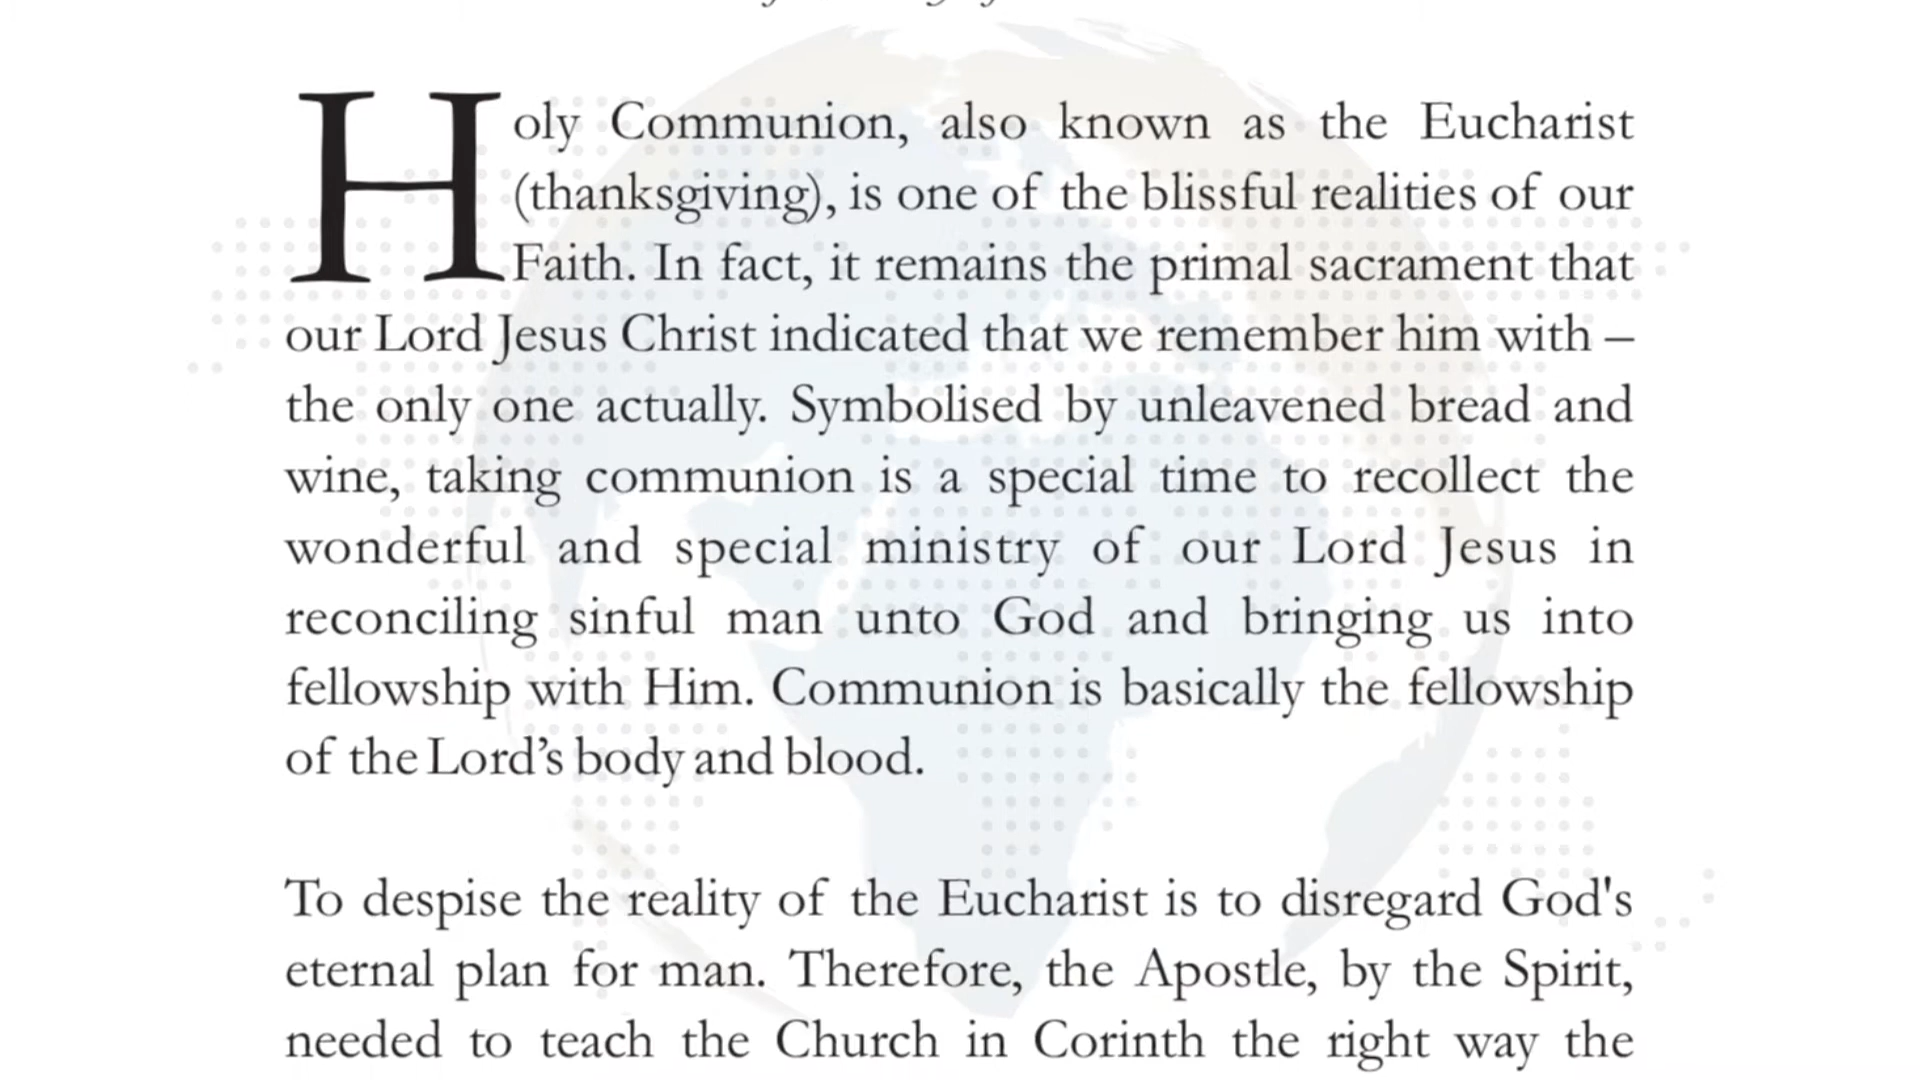 Holy Communion, also known as the Eucharist
(thanksgiving), is one of the blissful realities of our
Faith. In fact, it remains the primal sacrament that
our Lord Jesus Christ indicated that we remember him with –
the only one actually. Symbolised by unleavened bread and
wine, taking communion is a special time to recollect the
wonderful and special ministry of our Lord Jesus in
reconciling sinful man unto God and bringing us into
fellowship with Him. Communion is basically the fellowship
of the Lord’s body and blood.
To despise the reality of the Eucharist is to disregard God's
eternal plan for man. Therefore, the Apostle, by the Spirit,
needed to teach the Church in Corinth the right way the